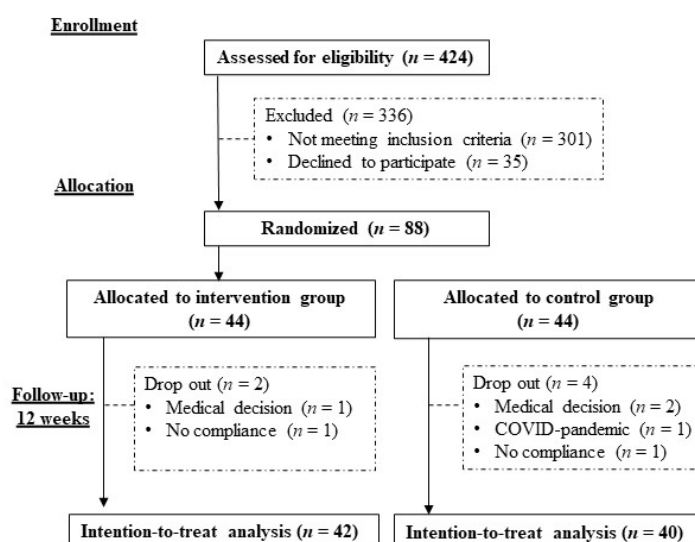 Enrollment
Assessed for eligibility (n = 424)
Excluded (n = 336)
• Not meeting inclusion criteria (n = 301)
• Declined to participate (n = 35)
Allocation
Randomized (n = 88)
Allocated to intervention group
(n = 44)
Allocated to control group
(n = 44)
Follow-up:
12 weeks
Drop out (n = 2)
• Medical decision (n = 1)
• No compliance (n = 1)
Drop out (n = 4)
• Medical decision (n = 2)
• COVID-pandemic (n = 1)
• No compliance (n = 1)
Intention-to-treat analysis (n = 42)
Intention-to-treat analysis (n = 40)